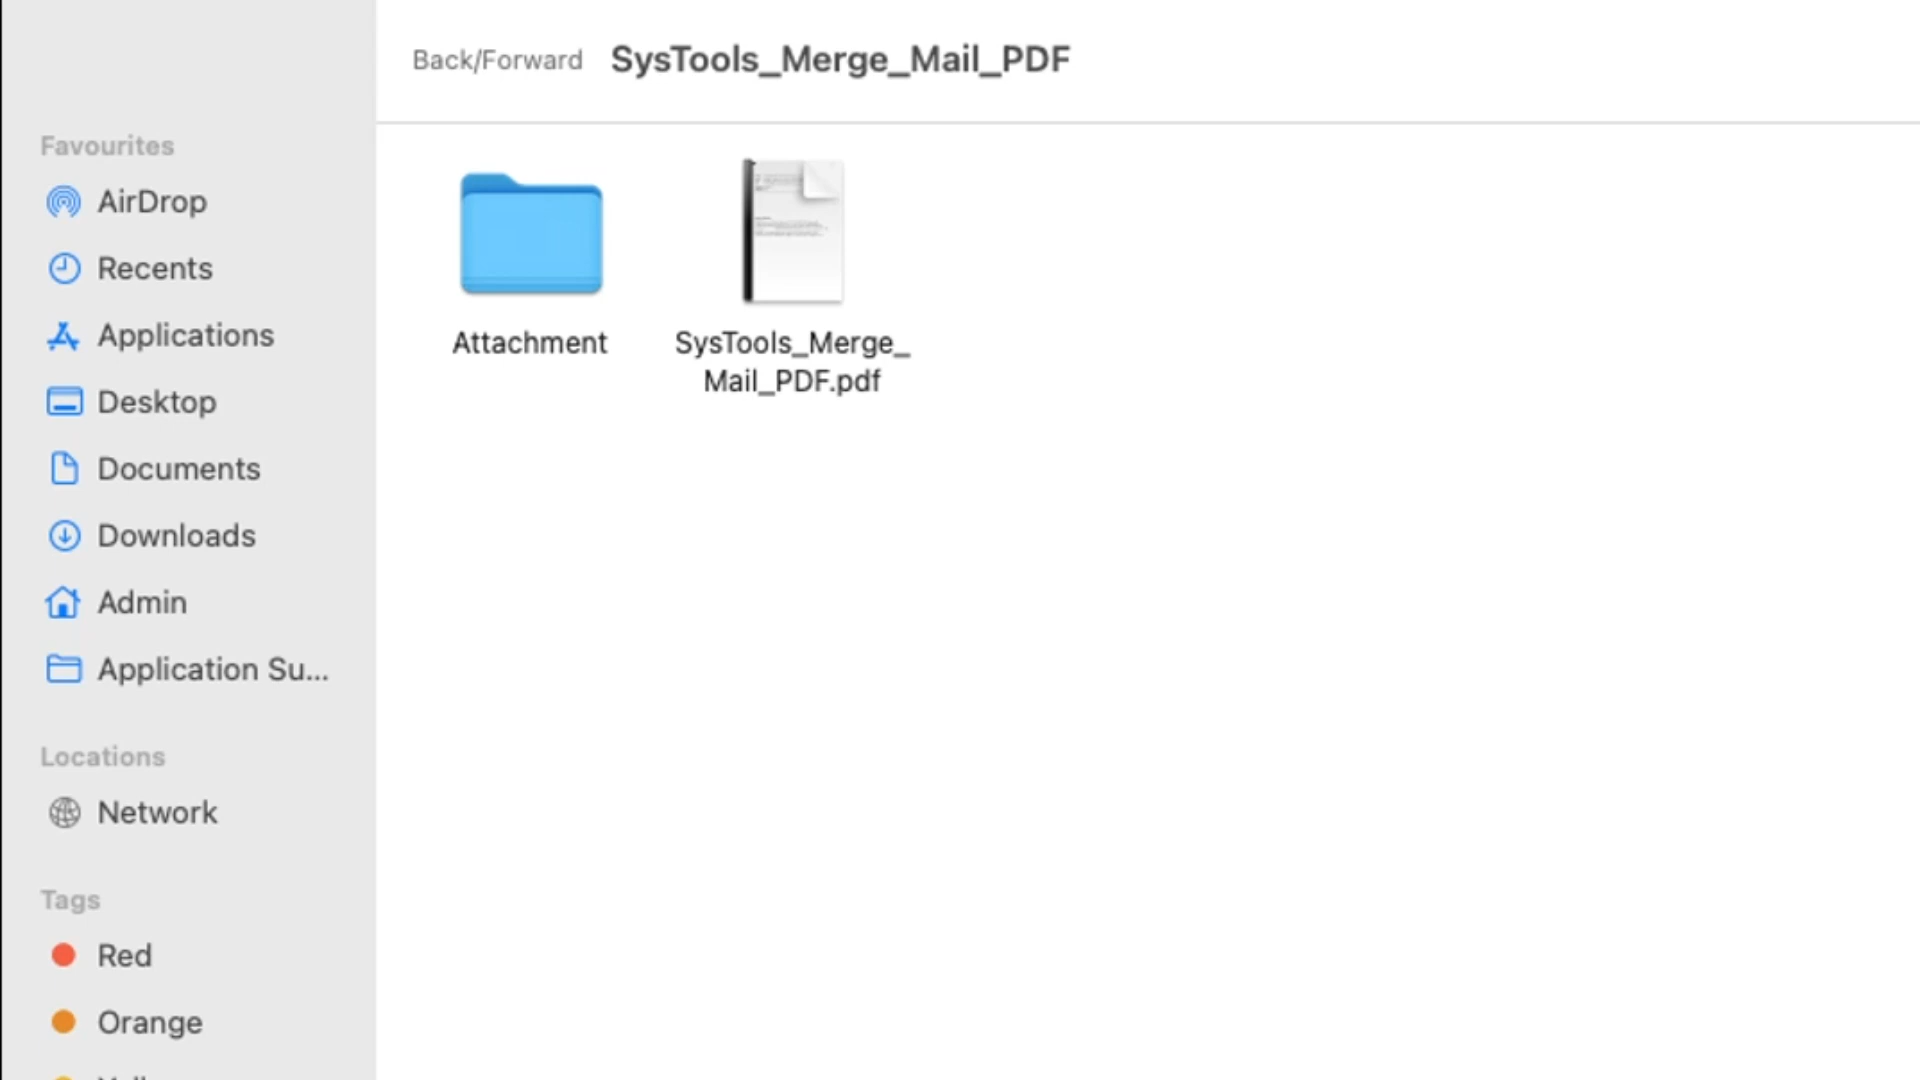 Back/Forward SysTools_Merge_Mail_PDF
Favourites
AirDrop
Recents
Applications
Desktop
Documents
Downloads
Admin
Application Su...
Locations
Network
Tags
Red
Orange
Attachment
SysTools_Merge_
Mail_PDF.pdf